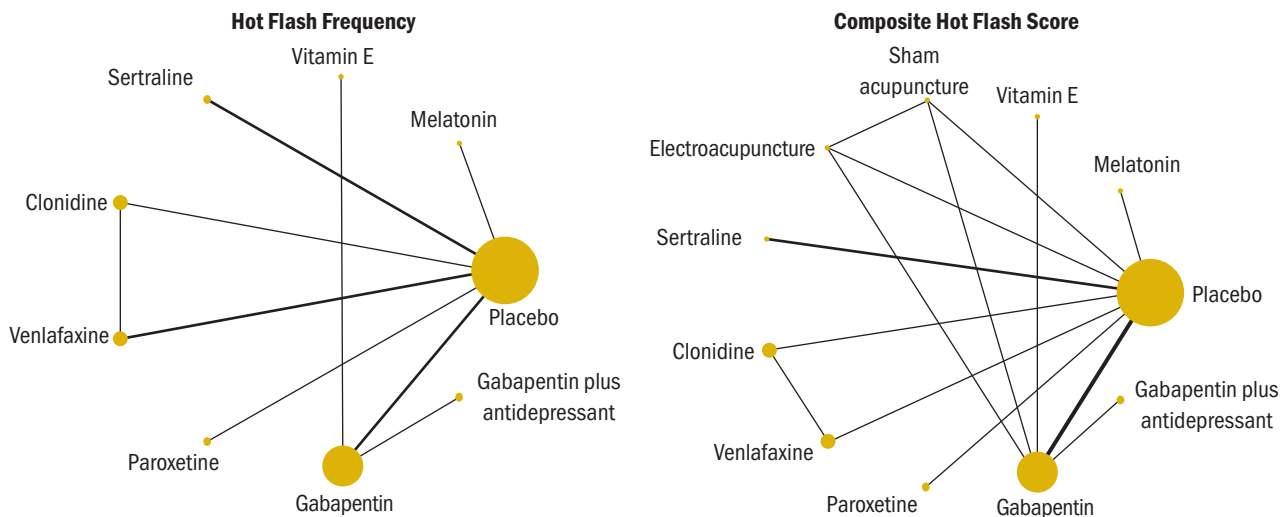 Hot Flash Frequency
Vitamin E
Sertraline
Melatonin
Clonidine
Placebo
Venlafaxine
Gabapentin plus
antidepressant
Paroxetine
Gabapentin
Composite Hot Flash Score
Sham
acupuncture
Vitamin E
Electroacupuncture
Melatonin
Sertraline
Placebo
Clonidine
Gabapentin plus
antidepressant
Venlafaxine
Paroxetine
Gabapentin